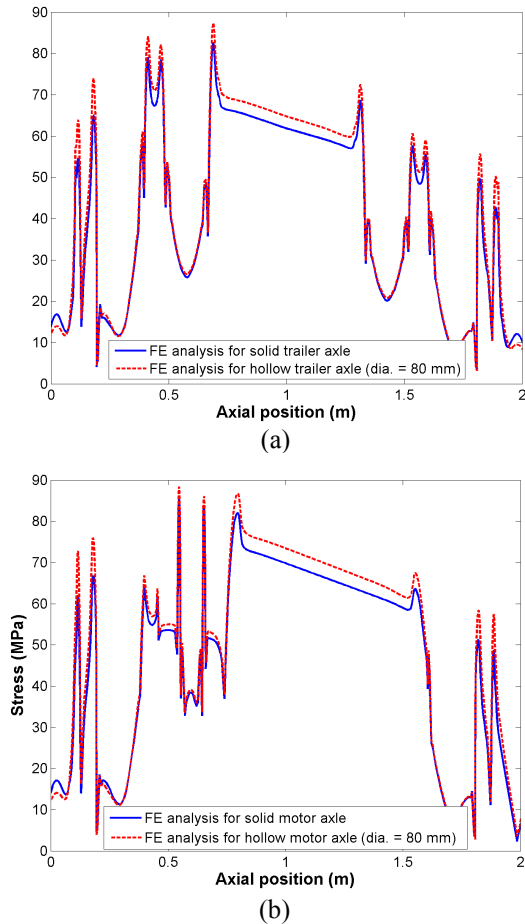 90
80
70
60
50
40
30
20
10
0
FE analysis for solid trailer axle
FE analysis for hollow trailer axle (dia. = 80 mm)
0 0.5 1 1.5 2
Axial position (m)
(a)
Stress (MPa)
90
80
70
60
50
40
30
20
10
0
FE analysis for solid motor axle
FE analysis for hollow motor axle (dia. = 80 mm)
0 0.5 1 1.5 2
Axial position (m)
(b)